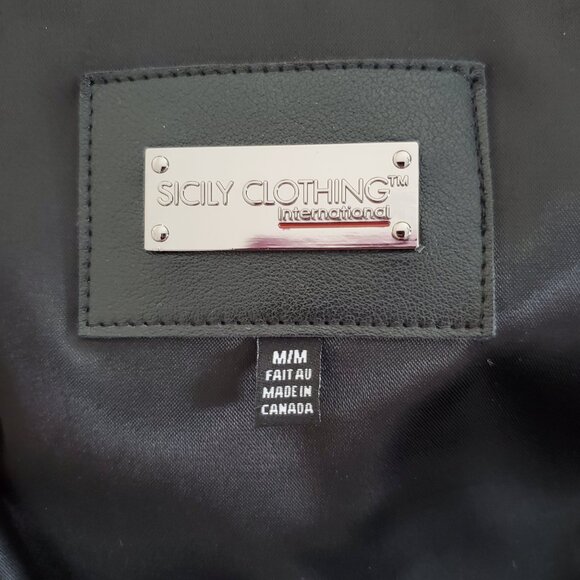 SICILY CLOTHING™
International
M/M
FAIT AU
MADE IN
CANADA